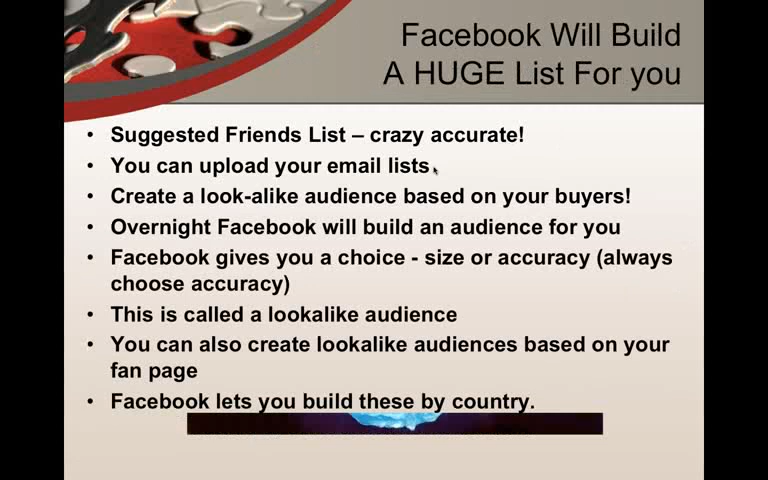 Facebook Will Build
A HUGE List For you
• Suggested Friends List – crazy accurate!
• You can upload your email lists
• Create a look-alike audience based on your buyers!
• Overnight Facebook will build an audience for you
• Facebook gives you a choice - size or accuracy (always
choose accuracy)
• This is called a lookalike audience
• You can also create lookalike audiences based on your
fan page
• Facebook lets you build these by country.